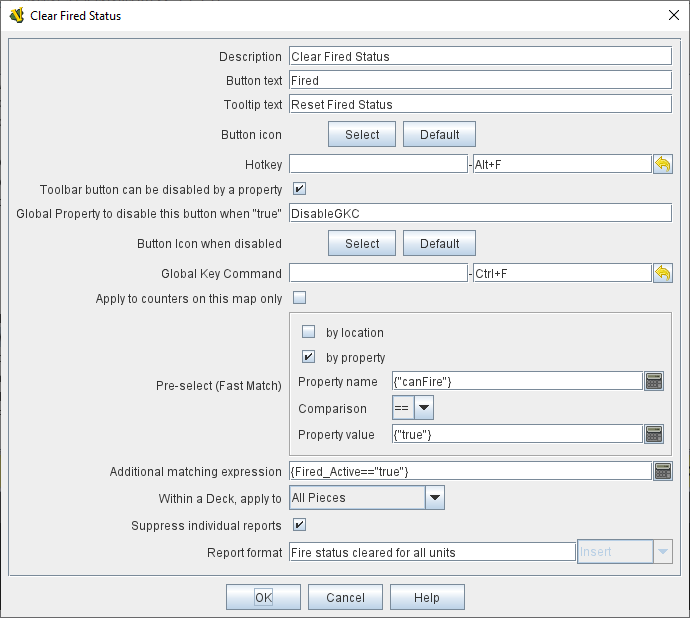 Clear Fired Status
Description Clear Fired Status
Button text Fired
Tooltip text Reset Fired Status
Button icon Select Default
Hotkey - Alt+F
Toolbar button can be disabled by a property
Global Property to disable this button when "true" DisableGKC
Button Icon when disabled Select Default
Global Key Command - Ctrl+F
Apply to counters on this map only
by location
by property
Pre-select (Fast Match) Property name {"canFire"}
Comparison ==
Property value {"true"}
Additional matching expression {Fired_Active=="true"}
Within a Deck, apply to All Pieces
Suppress individual reports
Report format Fire status cleared for all units Insert
OK Cancel Help